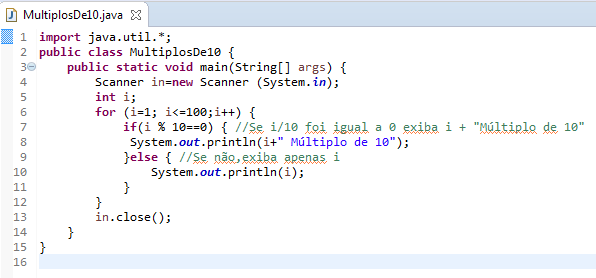 MultiplosDe10.java
1 import java.util.*;
2 public class MultiplosDe10 {
3 public static void main(String[] args) {
4 Scanner in=new Scanner (System.in);
5 int i;
6 for (i=1; i<=100;i++) {
7 if(i % 10==0) { //Se i/10 foi igual a 0 exiba i + "Múltiplo de 10"
8 System.out.println(i+" Múltiplo de 10");
9 }else { //Se não,exiba apenas i
10 System.out.println(i);
11 }
12 }
13 in.close();
14 }
15 }
16